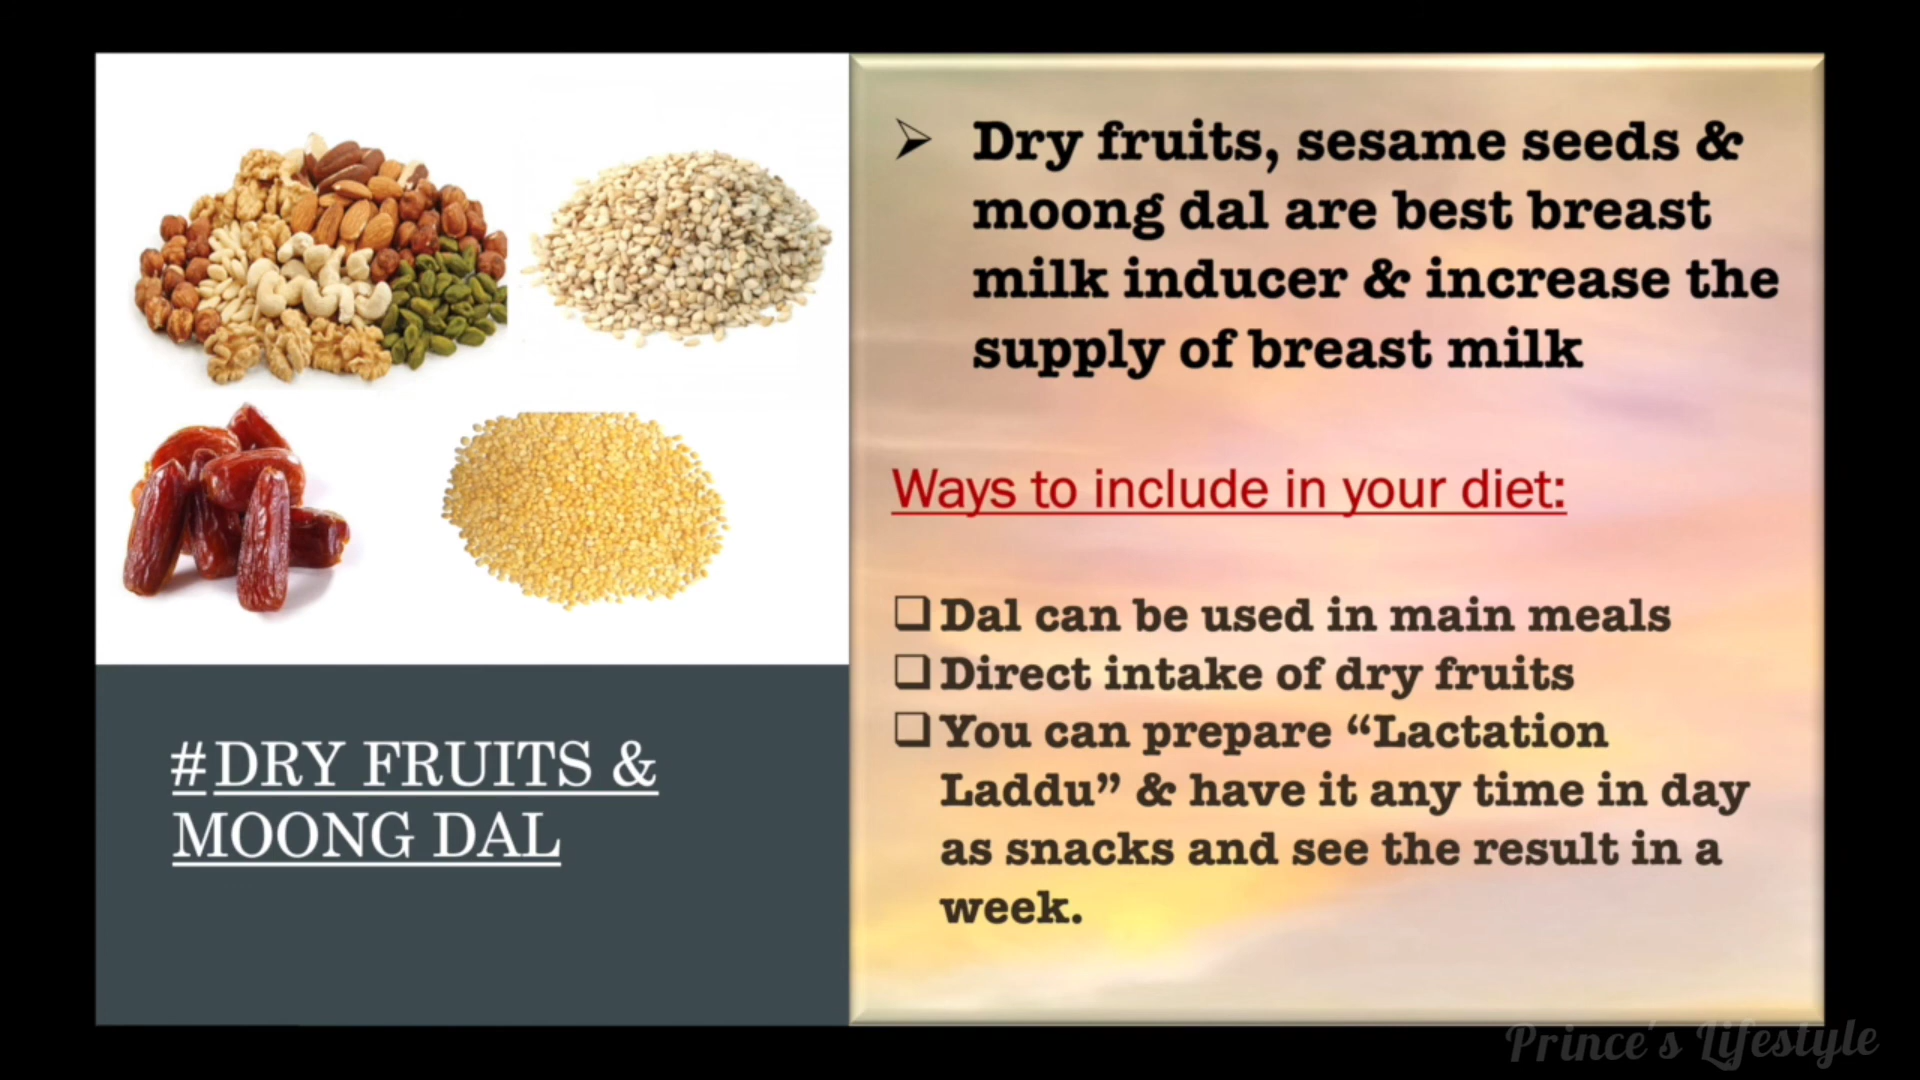 Dry fruits, sesame seeds &
moong dal are best breast
milk inducer & increase the
supply of breast milk
Ways to include in your diet:
Dal can be used in main meals
Direct intake of dry fruits
You can prepare “Lactation
Laddu” & have it any time in day
as snacks and see the result in a
week.
#DRY FRUITS &
MOONG DAL
Prince's Lifestyle